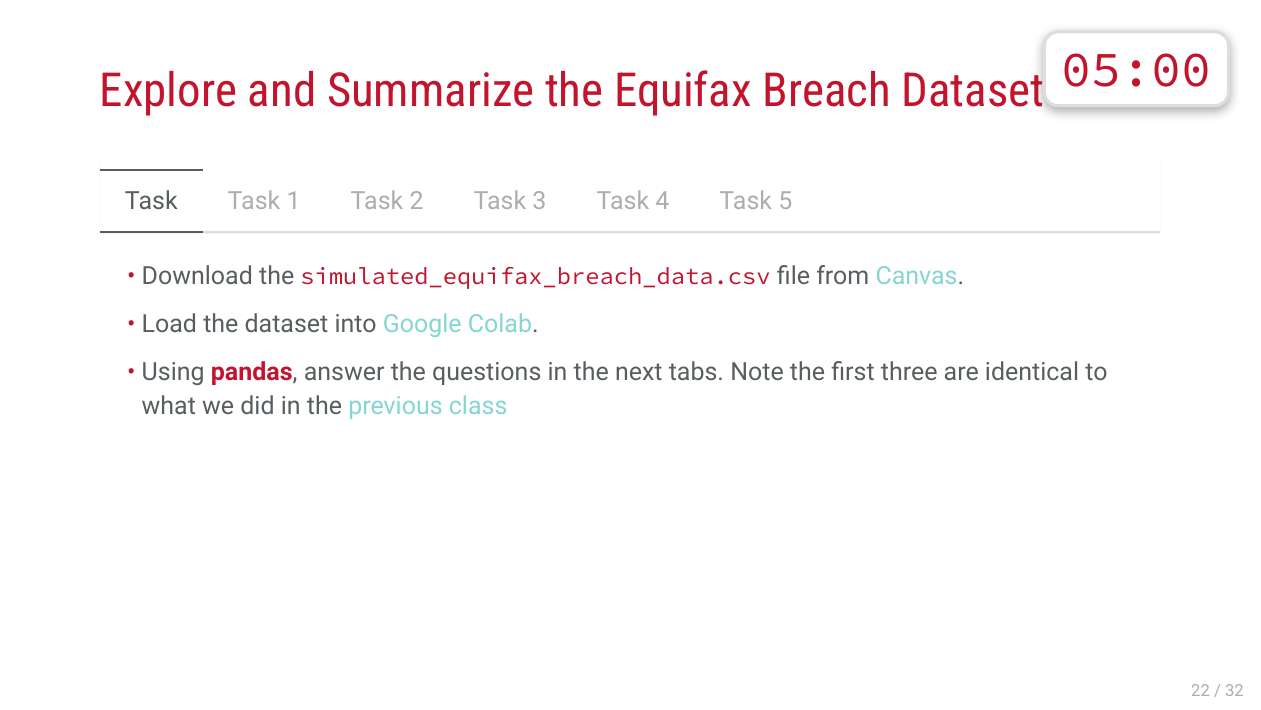 Explore and Summarize the Equifax Breach Dataset
05:00
Task Task 1 Task 2 Task 3 Task 4 Task 5
• Download the simulated_equifax_breach_data.csv file from Canvas.
• Load the dataset into Google Colab.
• Using pandas, answer the questions in the next tabs. Note the first three are identical to
what we did in the previous class
22 / 32